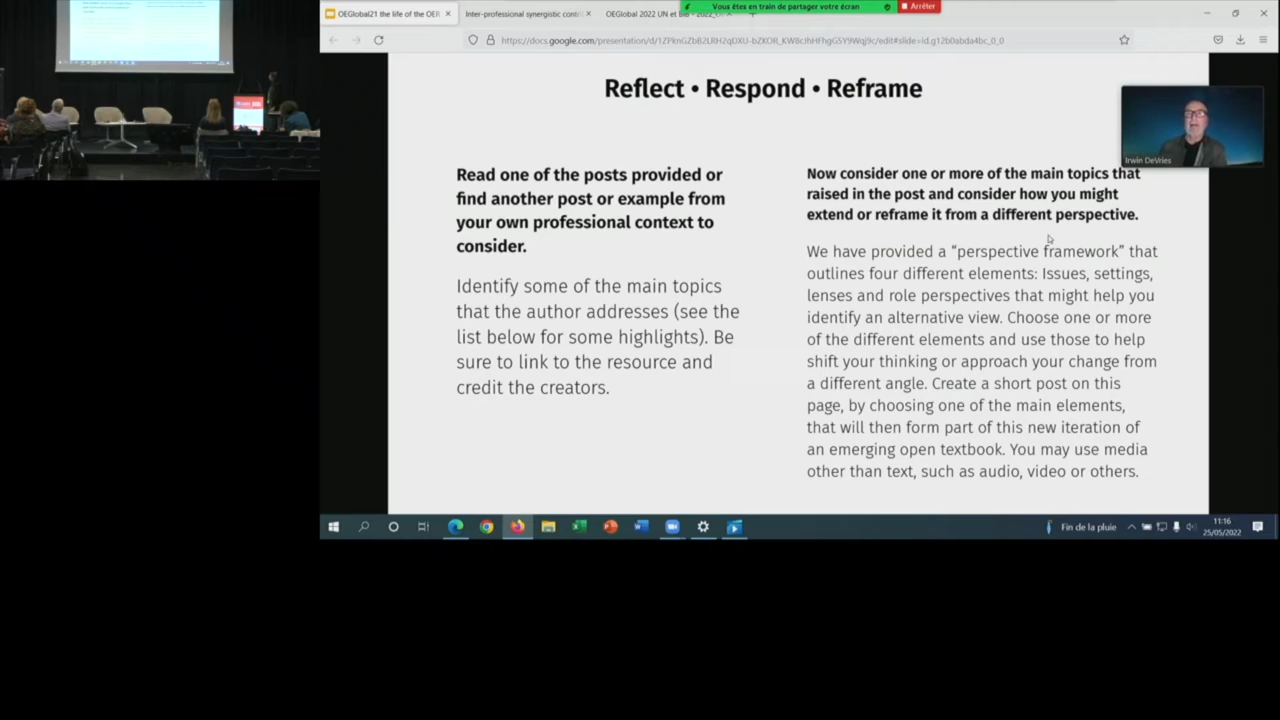 OEGlobal21 the life of the OER
Inter-professional synergistic contri
OEGlobal 2022 UN et
Vous êtes en train de partager votre écran
Arrêter
Reflect • Respond • Reframe
Irwin DeVries
Read one of the posts provided or
find another post or example from
your own professional context to
consider.
Identify some of the main topics
that the author addresses (see the
list below for some highlights). Be
sure to link to the resource and
credit the creators.
Now consider one or more of the main topics that
raised in the post and consider how you might
extend or reframe it from a different perspective.
We have provided a “perspective framework” that
outlines four different elements: Issues, settings,
lenses and role perspectives that might help you
identify an alternative view. Choose one or more
of the different elements and use those to help
shift your thinking or approach your change from
a different angle. Create a short post on this
page, by choosing one of the main elements,
that will then form part of this new iteration of
an emerging open textbook. You may use media
other than text, such as audio, video or others.
Fin de la pluie
11:16
25/05/2022